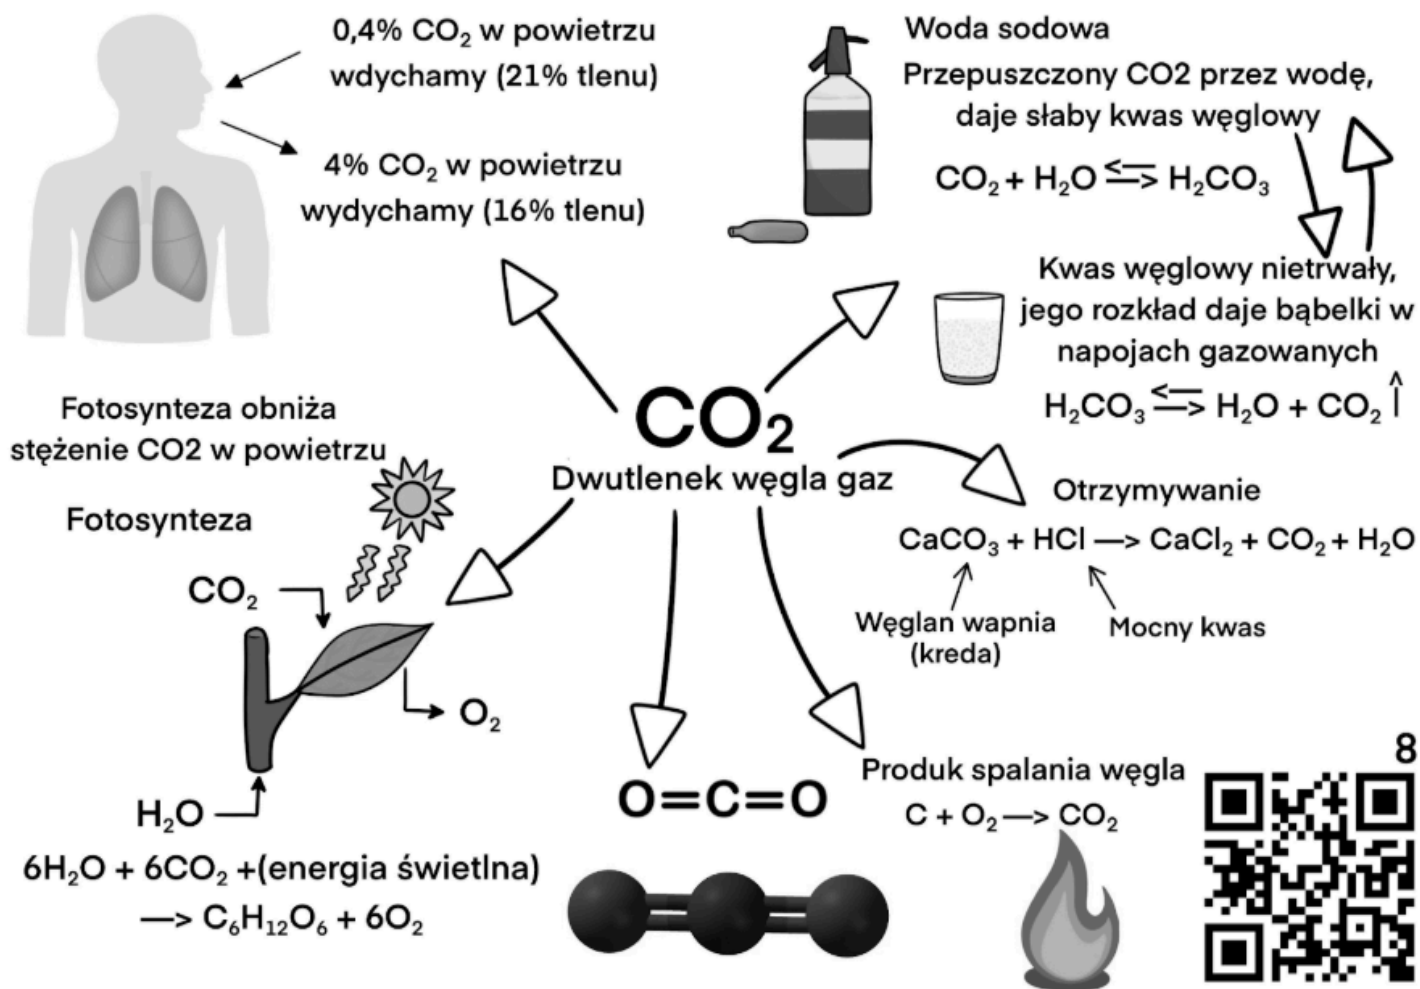 0,4% CO₂ w powietrzu
wdychamy (21% tlenu)
4% CO₂ w powietrzu
wydychamy (16% tlenu)
Woda sodowa
Przepuszczony CO2 przez wodę,
daje słaby kwas węglowy
CO₂ + H₂O <=> H₂CO₃
Kwas węglowy nietrwały,
jego rozkład daje bąbelki w
napojach gazowanych
H₂CO₃ <=> H₂O + CO₂ ↑
CO₂
Dwutlenek węgla gaz
Fotosynteza obniża
stężenie CO2 w powietrzu
Fotosynteza
CO₂
O₂
H₂O
6H₂O + 6CO₂ +(energia świetlna)
—> C₆H₁₂O₆ + 6O₂
Otrzymywanie
CaCO₃ + HCl —> CaCl₂ + CO₂ + H₂O
Węglan wapnia
(kreda)
Mocny kwas
O=C=O
Produk spalania węgla
C + O₂ —> CO₂
8